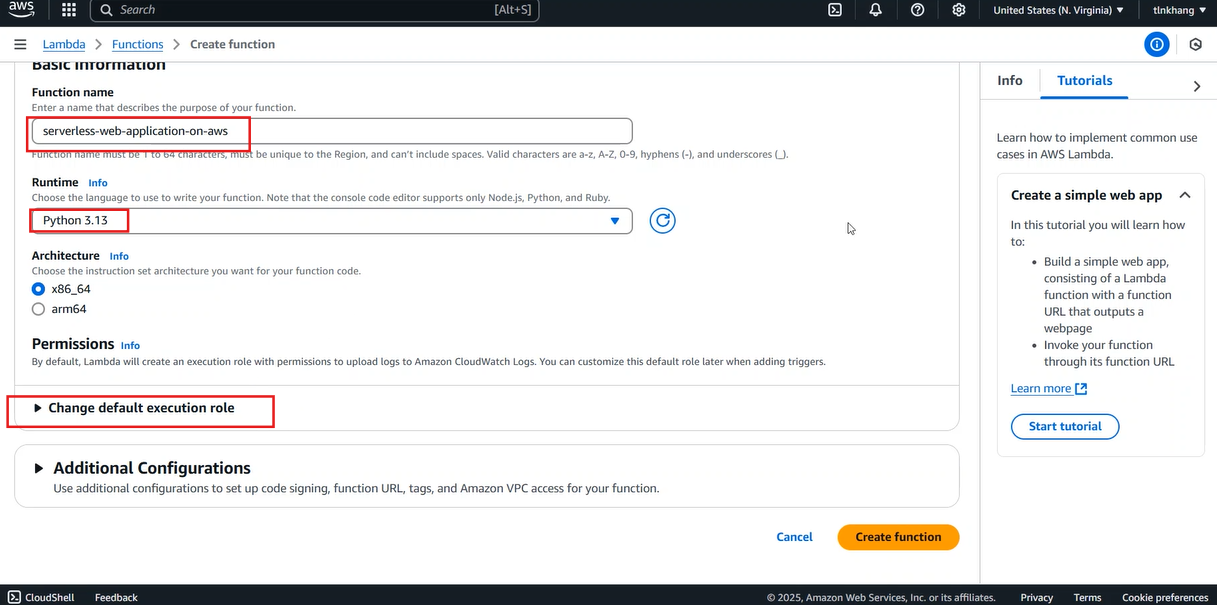 aws
Search
[Alt+S]
United States (N. Virginia)
tlnkhang
Lambda
Functions
Create function
Basic information
Function name
Enter a name that describes the purpose of your function.
serverless-web-application-on-aws
Function name must be 1 to 64 characters, must be unique to the Region, and can't include spaces. Valid characters are a-z, A-Z, 0-9, hyphens (-), and underscores (_).
Runtime Info
Choose the language to use to write your function. Note that the console code editor supports only Node.js, Python, and Ruby.
Python 3.13
Architecture Info
Choose the instruction set architecture you want for your function code.
x86_64
arm64
Permissions Info
By default, Lambda will create an execution role with permissions to upload logs to Amazon CloudWatch Logs. You can customize this default role later when adding triggers.
Change default execution role
Additional Configurations
Use additional configurations to set up code signing, function URL, tags, and Amazon VPC access for your function.
Cancel
Create function
Info
Tutorials
Learn how to implement common use
cases in AWS Lambda.
Create a simple web app
In this tutorial you will learn how
to:
• Build a simple web app,
consisting of a Lambda
function with a function
URL that outputs a
webpage
• Invoke your function
through its function URL
Learn more
Start tutorial
CloudShell
Feedback
© 2025, Amazon Web Services, Inc. or its affiliates.
Privacy
Terms
Cookie preferences